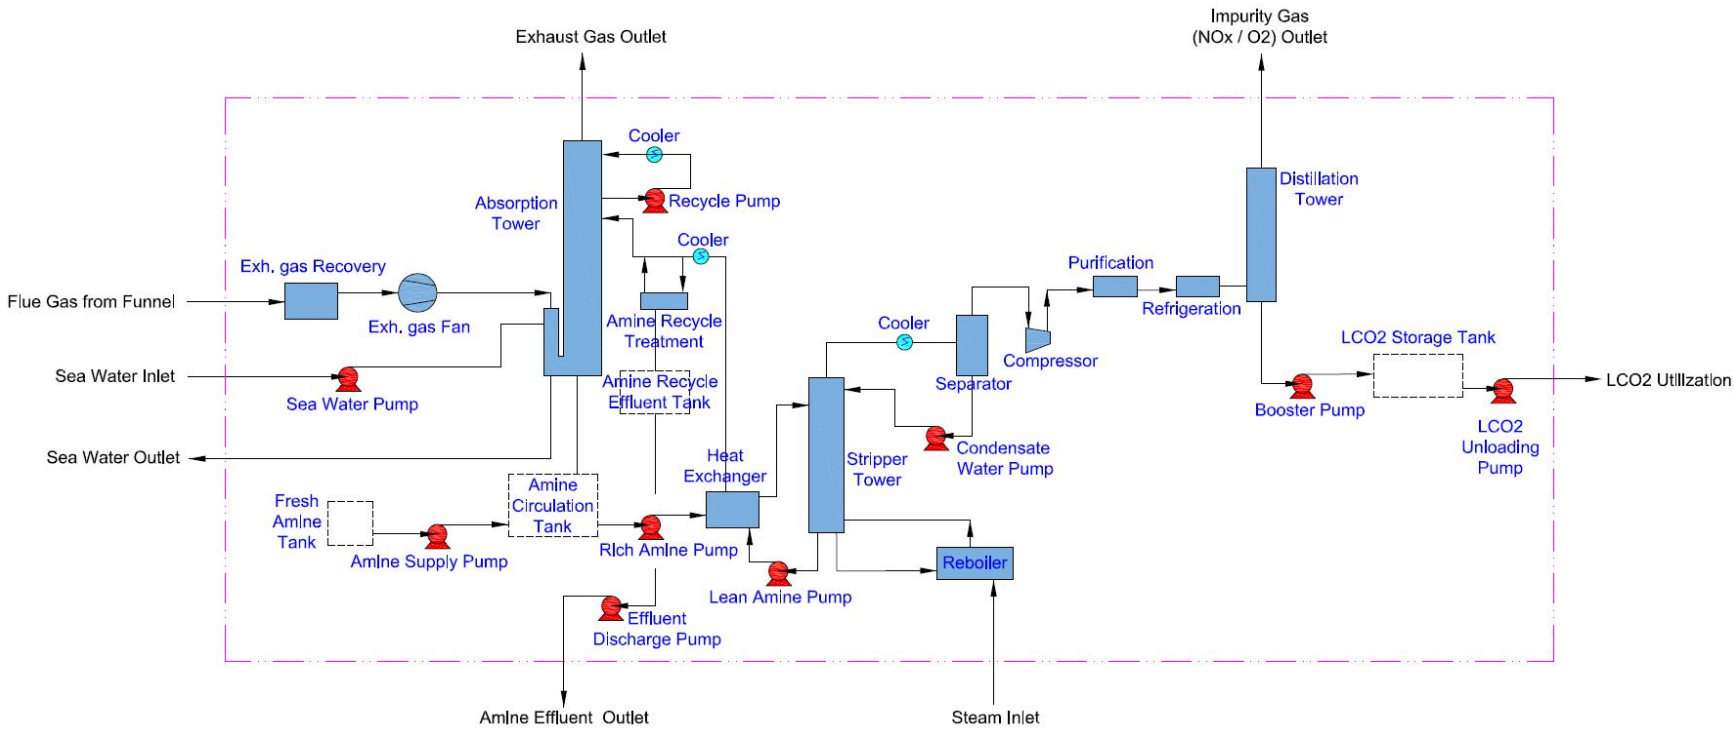 Exhaust Gas Outlet
Impurity Gas
(NOx / O2) Outlet
Cooler
Absorption
Tower
Recycle Pump
Distillation
Tower
Cooler
Exh. gas Recovery
Purification
Flue Gas from Funnel
Refrigeration
Exh. gas Fan
Amine Recycle
Treatment
Cooler
Compressor
LCO2 Storage Tank
Sea Water Inlet
Sea Water Pump
Amine Recycle
Effluent Tank
Separator
Booster Pump
LCO2 Utilization
LCO2
Unloading
Pump
Sea Water Outlet
Heat
Exchanger
Stripper
Tower
Condensate
Water Pump
Fresh
Amine
Tank
Amine
Circulation
Tank
Amine Supply Pump
Rich Amine Pump
Lean Amine Pump
Reboiler
Effluent
Discharge Pump
Amine Effluent Outlet
Steam Inlet